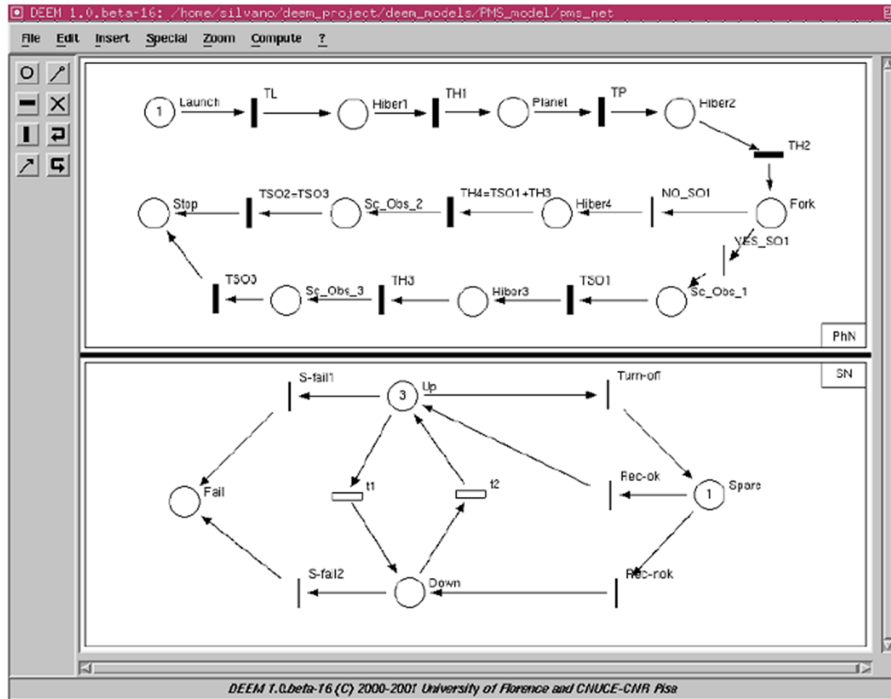 DEEM 1.0.beta-16: /home/silvano/deem_project/deem_models/PMS_model/pms_net
File Edit Insert Special Zoom Compute ?
1 Launch TL Hiber1 TH1 Planet TP Hiber2
TH2
Stop TSO2=TSO3 Sc_Obs_2 TH4=TSO1+TH3 Hiber4 NO_SO1 Fork
YES_SO1
TSO3 Sc_Obs_3 TH3 Hiber3 TSO1 Sc_Obs_1
PhN
SN
S-fail1 3 Up Turn-off
Fail t1 t2 Rec-ok 1 Spare
S-fail2 Down Rec-nok
DEEM 1.0.beta-16 (C) 2000-2001 University of Florence and CNUCE-CNR Pisa